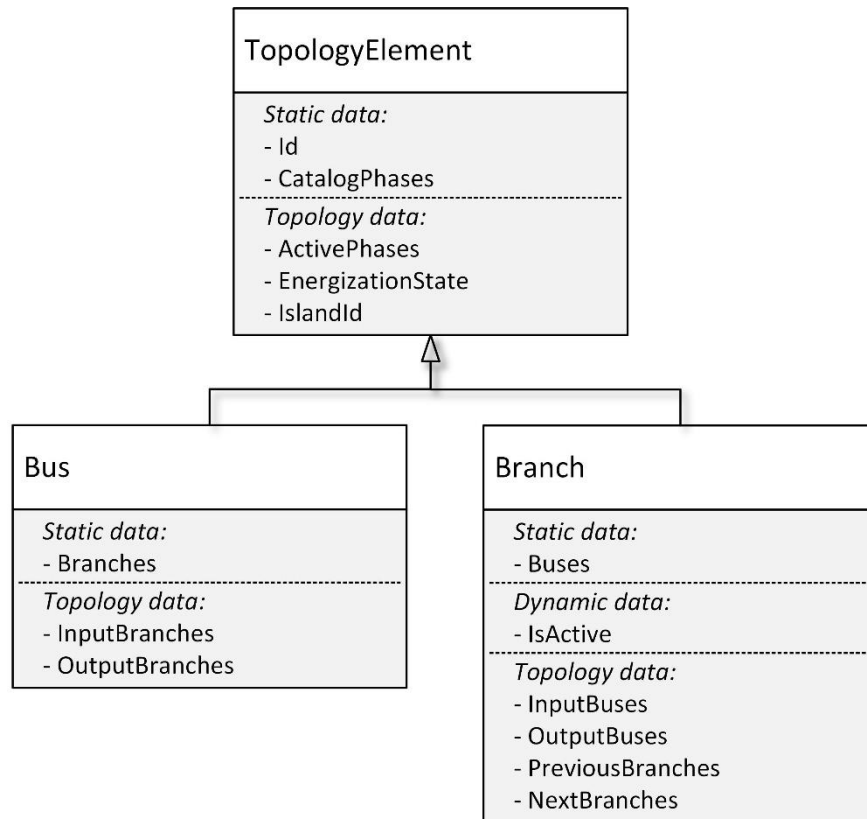 TopologyElement
Static data:
- Id
- CatalogPhases
Topology data:
- ActivePhases
- EnergizationState
- IslandId
Bus
Static data:
- Branches
Topology data:
- InputBranches
- OutputBranches
Branch
Static data:
- Buses
Dynamic data:
- IsActive
Topology data:
- InputBuses
- OutputBuses
- PreviousBranches
- NextBranches